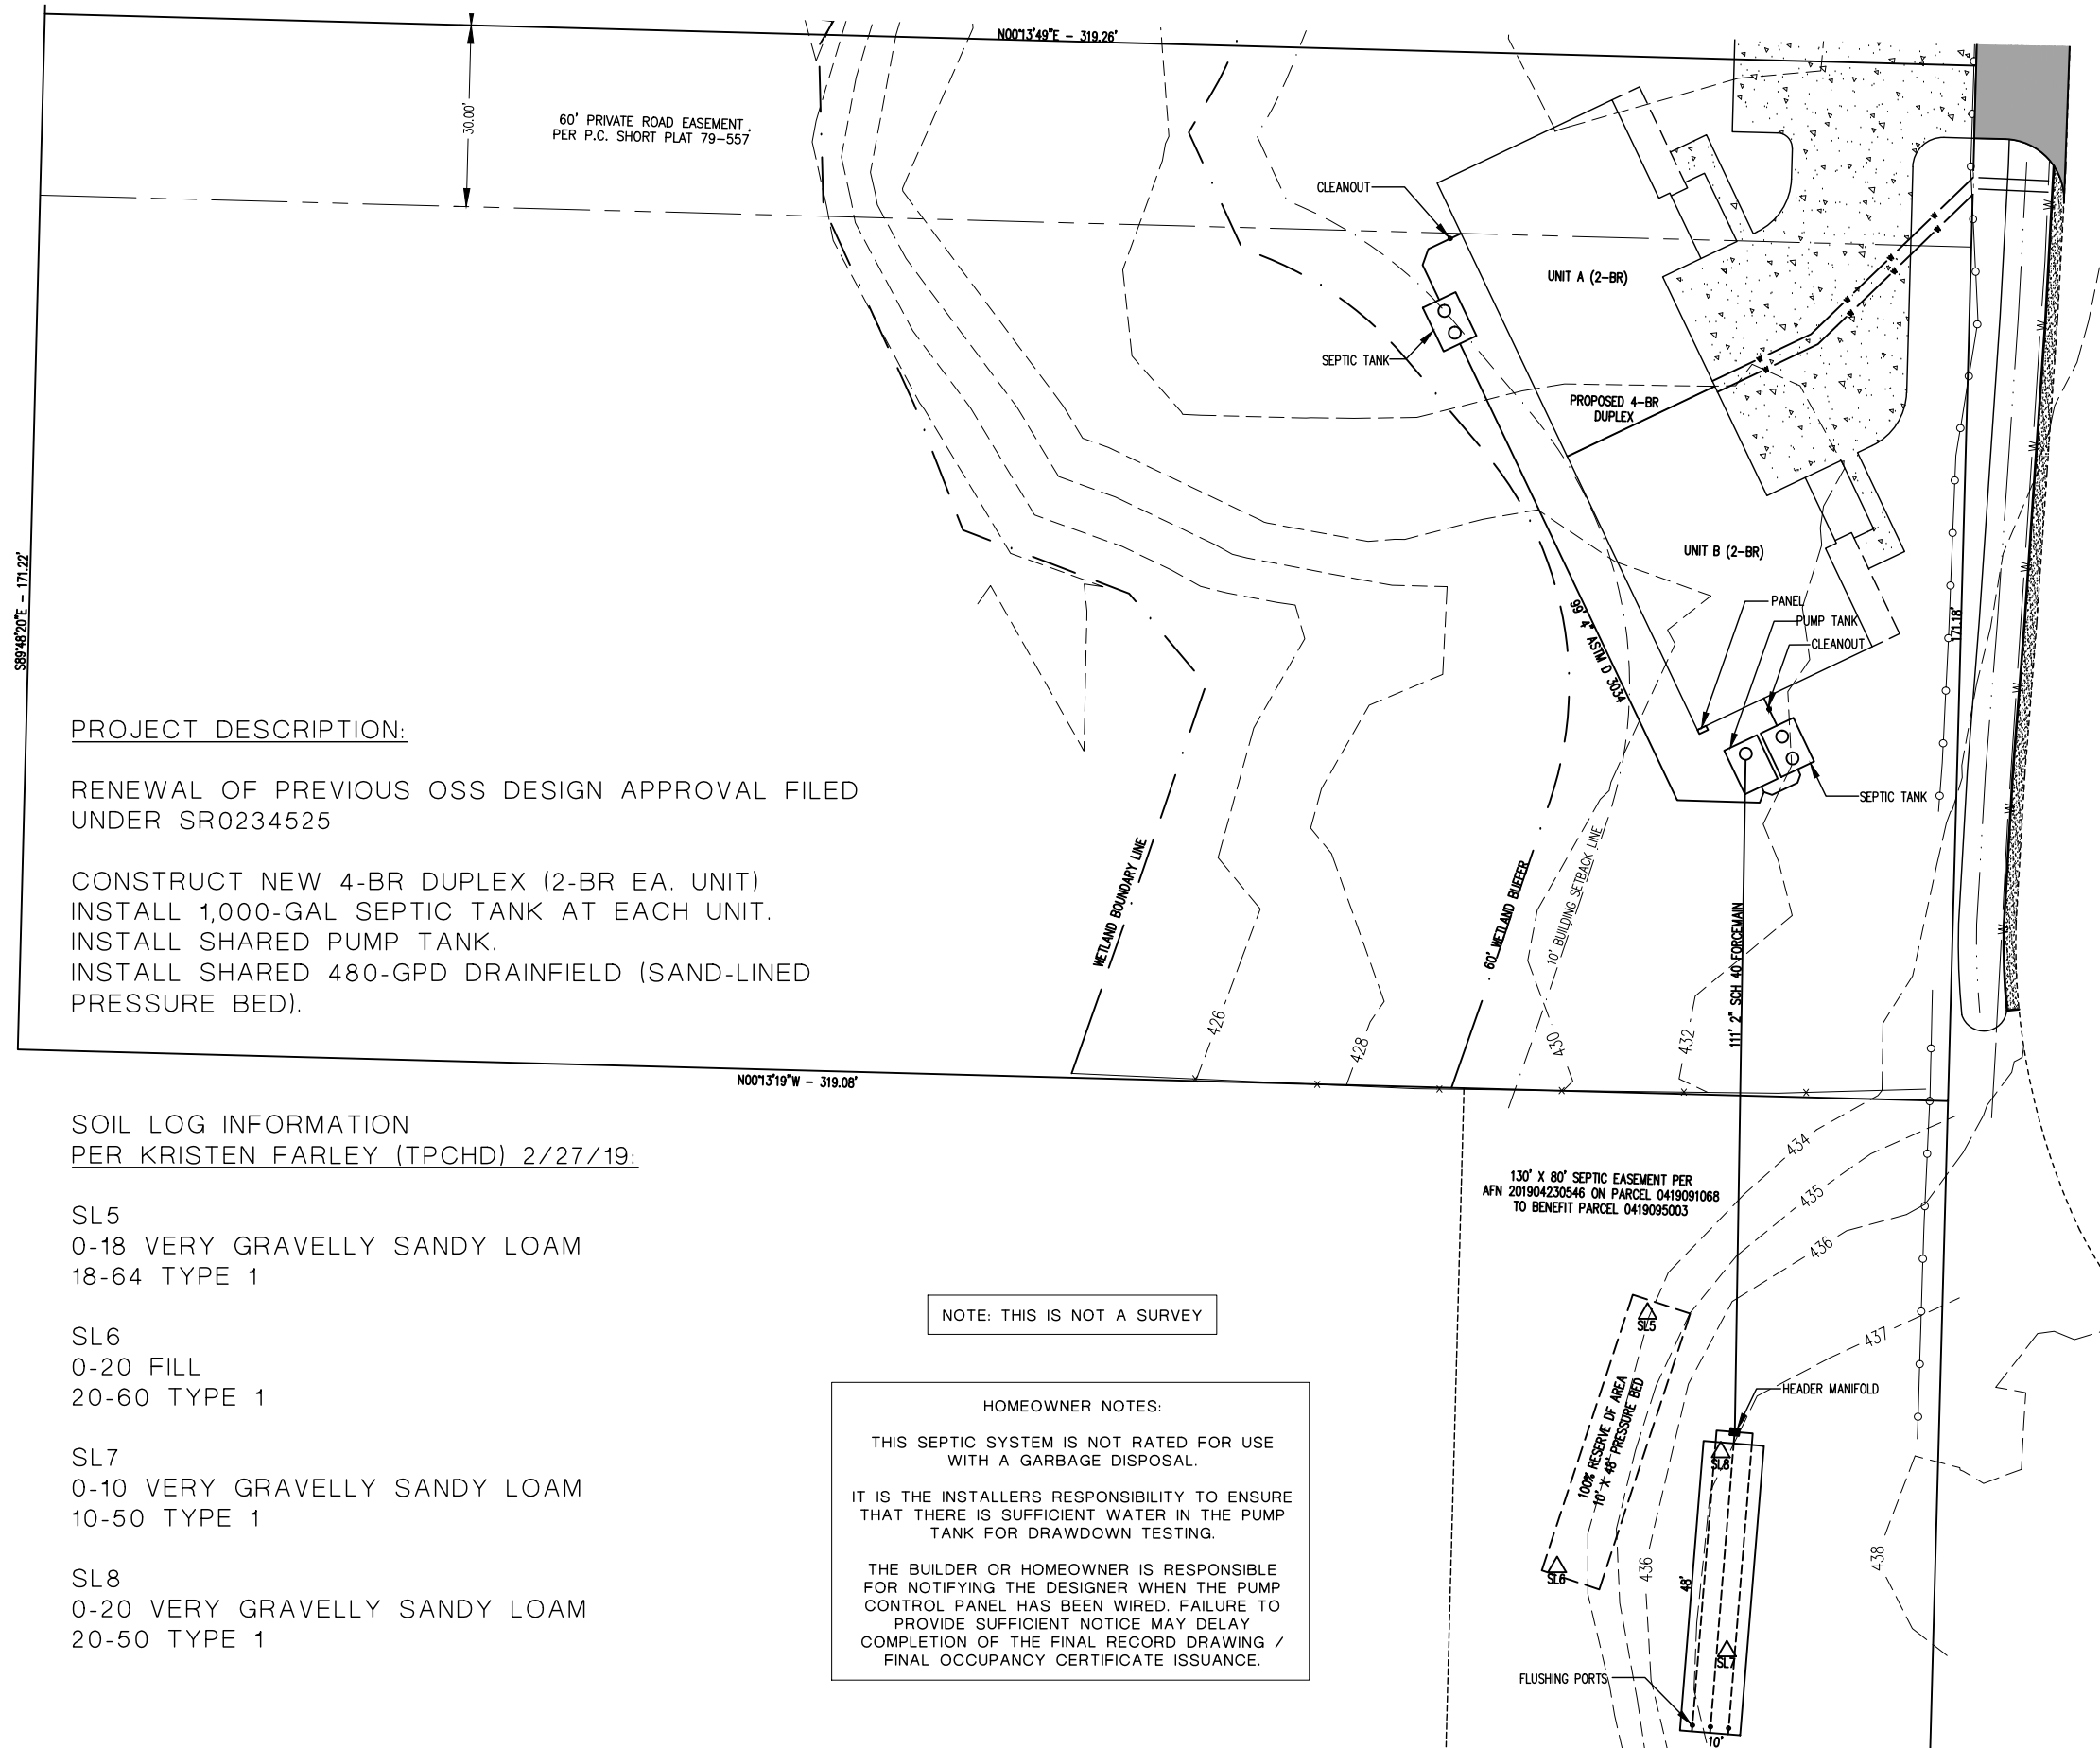 N00°13'49"E - 319.26'
30.00'
60' PRIVATE ROAD EASEMENT
PER P.C. SHORT PLAT 79-557
CLEANOUT
UNIT A (2-BR)
SEPTIC TANK
PROPOSED 4-BR
DUPLEX
UNIT B (2-BR)
S89°48'20"E - 171.22'
99' 4" ASTM D 3034
PANEL
PUMP TANK
CLEANOUT
171.18'
SEPTIC TANK
W
W
W
W
W
W
W
PROJECT DESCRIPTION:
RENEWAL OF PREVIOUS OSS DESIGN APPROVAL FILED
UNDER SR0234525
CONSTRUCT NEW 4-BR DUPLEX (2-BR EA. UNIT)
INSTALL 1,000-GAL SEPTIC TANK AT EACH UNIT.
INSTALL SHARED PUMP TANK.
INSTALL SHARED 480-GPD DRAINFIELD (SAND-LINED
PRESSURE BED).
WETLAND BOUNDARY LINE
60' WETLAND BUFFER
10' BUILDING SETBACK LINE
111' 2" SCH 40 FORCEMAIN
426
428
430
432
N00°13'19"W - 319.08'
SOIL LOG INFORMATION
PER KRISTEN FARLEY (TPCHD) 2/27/19:
SL5
0-18 VERY GRAVELLY SANDY LOAM
18-64 TYPE 1
SL6
0-20 FILL
20-60 TYPE 1
SL7
0-10 VERY GRAVELLY SANDY LOAM
10-50 TYPE 1
SL8
0-20 VERY GRAVELLY SANDY LOAM
20-50 TYPE 1
NOTE: THIS IS NOT A SURVEY
HOMEOWNER NOTES:
THIS SEPTIC SYSTEM IS NOT RATED FOR USE
WITH A GARBAGE DISPOSAL.
IT IS THE INSTALLERS RESPONSIBILITY TO ENSURE
THAT THERE IS SUFFICIENT WATER IN THE PUMP
TANK FOR DRAWDOWN TESTING.
THE BUILDER OR HOMEOWNER IS RESPONSIBLE
FOR NOTIFYING THE DESIGNER WHEN THE PUMP
CONTROL PANEL HAS BEEN WIRED. FAILURE TO
PROVIDE SUFFICIENT NOTICE MAY DELAY
COMPLETION OF THE FINAL RECORD DRAWING /
FINAL OCCUPANCY CERTIFICATE ISSUANCE.
130' X 80' SEPTIC EASEMENT PER
AFN 201904230546 ON PARCEL 0419091068
TO BENEFIT PARCEL 0419095003
434
435
436
437
SL5
100% RESERVE DF AREA
10' X 48' PRESSURE BED
HEADER MANIFOLD
SL8
SL6
436
48'
438
SL7
FLUSHING PORTS
10'